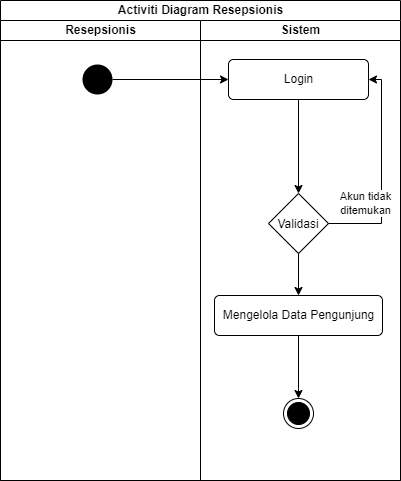 Activiti Diagram Resepsionis
Resepsionis
Sistem
Login
Akun tidak
ditemukan
Validasi
Mengelola Data Pengunjung